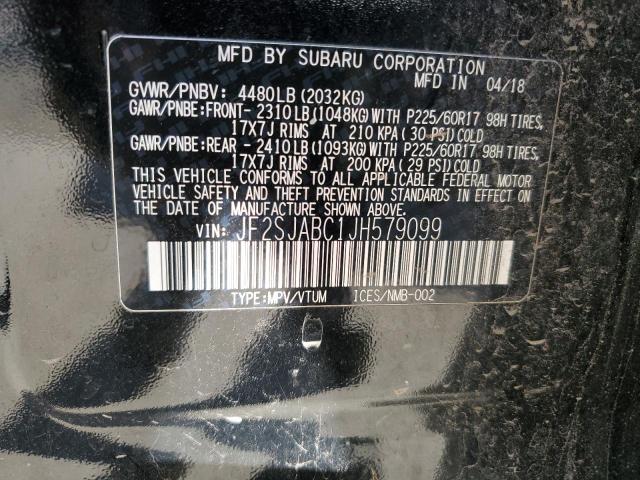 MFD BY SUBARU CORPORATION
MFD IN 04/18
GVWR/PNBV: 4480LB(2032KG)
GAWR/PNBE:FRONT- 2310LB(1048KG) WITH P225/60R17 98H TIRES,
17X7J RIMS AT 210 KPA(30 PSI)COLD
GAWR/PNBE:REAR - 2410LB(1093KG) WITH P225/60R17 98H TIRES,
17X7J RIMS AT 200 KPA(29 PSI)COLD
THIS VEHICLE CONFORMS TO ALL APPLICABLE FEDERAL MOTOR
VEHICLE SAFETY AND THEFT PREVENTION STANDARDS IN EFFECT ON
THE DATE OF MANUFACTURE SHOWN ABOVE.
VIN: JF2SJABC1JH579099
TYPE:MPV/VTUM ICES/NMB-002